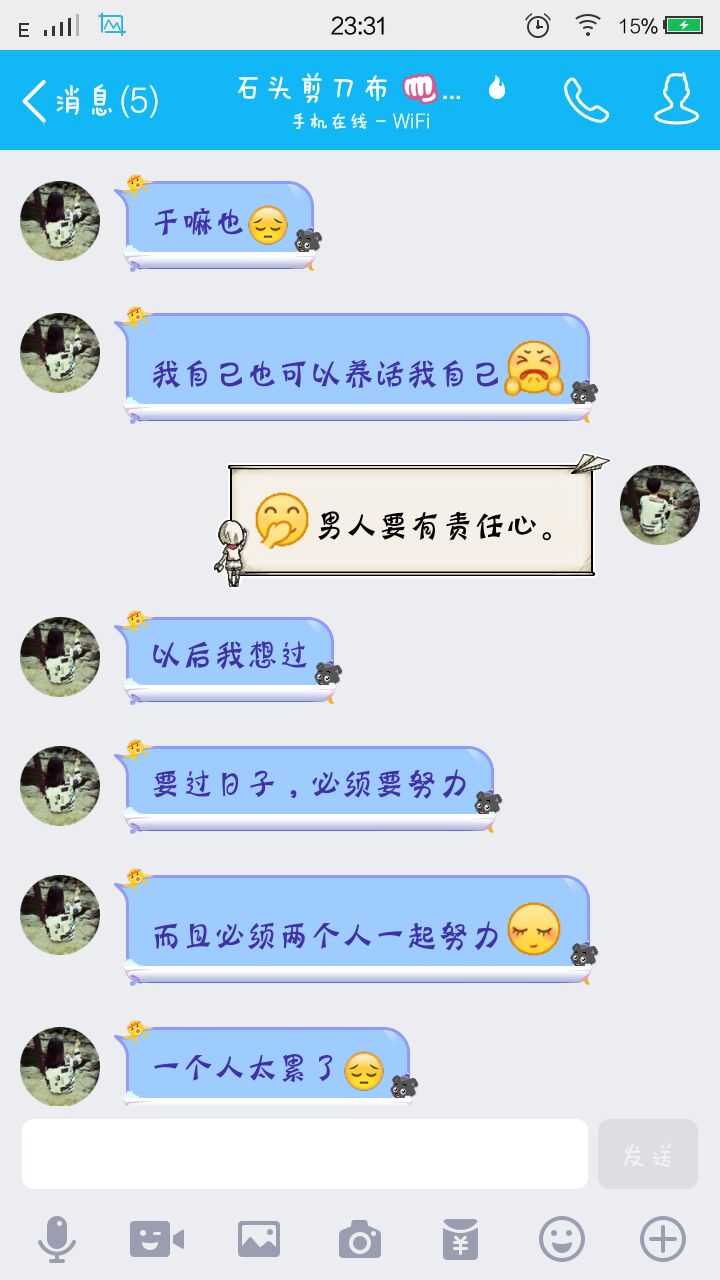 E
23:31
15%
消息(5)
石头剪刀布 👊...
手机在线 - WiFi
干嘛也😔
我自己也可以养活我自己😤
🤭男人要有责任心。
以后我想过
要过日子，必须要努力
而且必须两个人一起努力😌
一个人太累了😔
发送